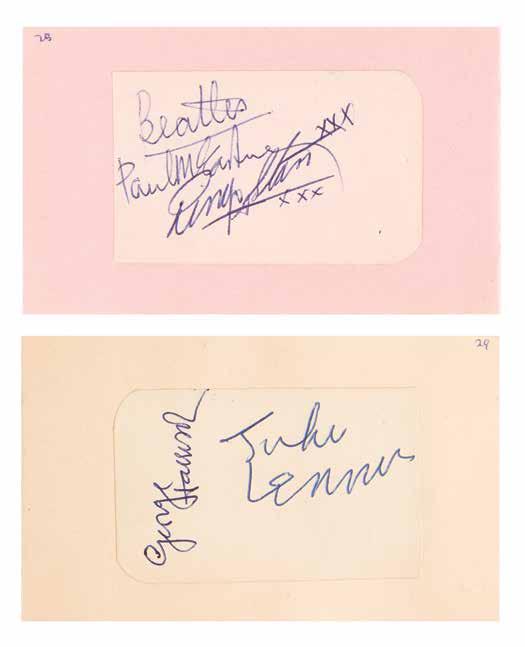 28
Beatles
Paul McCartney xxx
Ringo Starr xxx
29
George Harrison
John Lennon